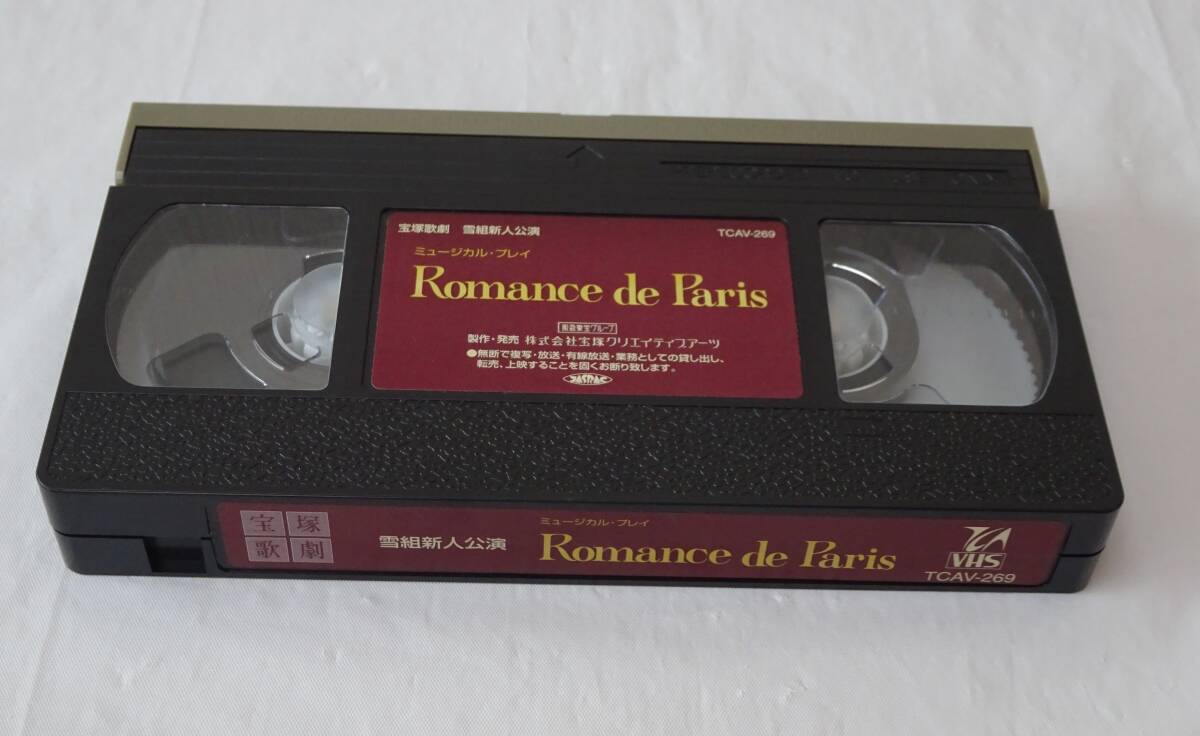 宝塚歌劇 雪組新人公演 TCAV-269
ミュージカル・プレイ
Romance de Paris
阪急東宝グループ
製作・発売 株式会社宝塚クリエイティブアーツ
●無断で複写・放送・有線放送・業務としての貸し出し、
転売、上映することを固くお断り致します。
JASRAC
宝塚
歌劇
雪組新人公演
ミュージカル・プレイ
Romance de Paris
VHS
TCAV-269